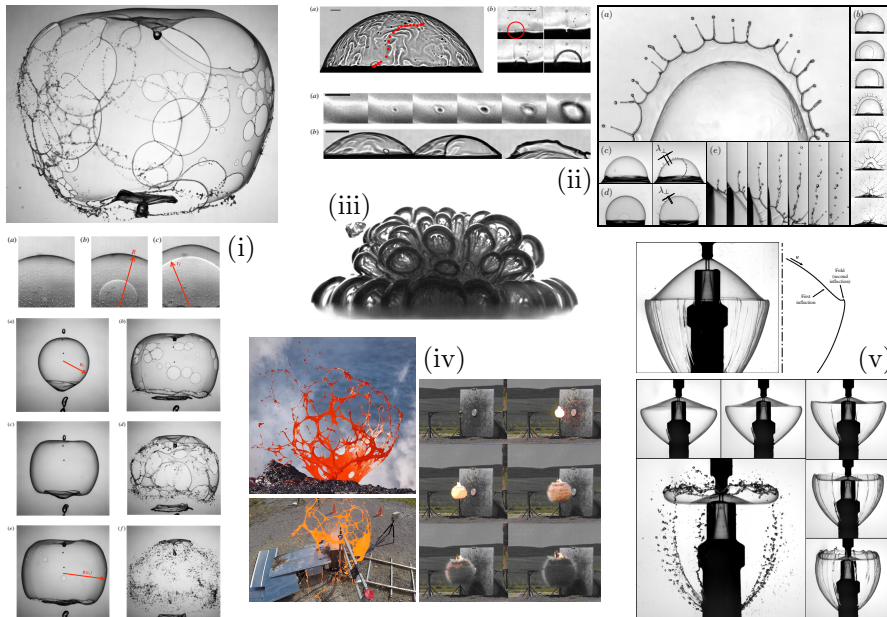 (a)
(b)
(a)
(b)
(ii)
(a)
(b)
(c)
λ⊥
(e)
(d)
λ⊥
(i)
(a)
(b)
(c)
(iii)
(a)
(b)
(c)
(d)
(e)
(f)
(iv)
Fold (second
inflection)
First
inflection
(v)